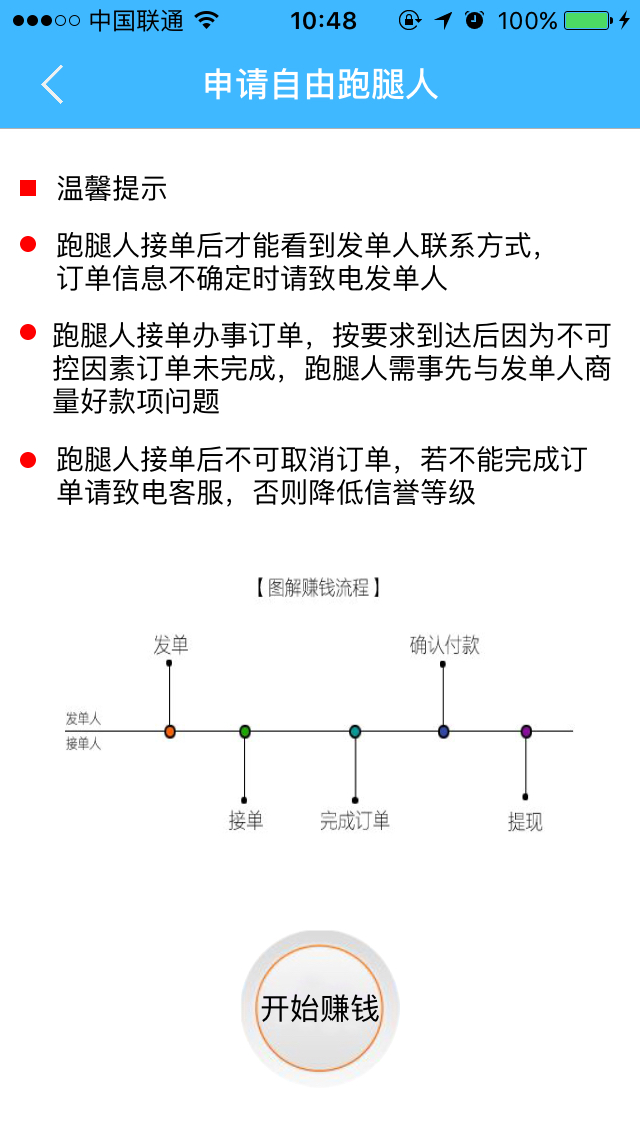 中国联通 10:48 100%
申请自由跑腿人
温馨提示
跑腿人接单后才能看到发单人联系方式，
订单信息不确定时请致电发单人
跑腿人接单办事订单，按要求到达后因为不可
控因素订单未完成，跑腿人需事先与发单人商
量好款项问题
跑腿人接单后不可取消订单，若不能完成订
单请致电客服，否则降低信誉等级
【图解赚钱流程】
发单 确认付款
发单人
接单人
接单 完成订单 提现
开始赚钱